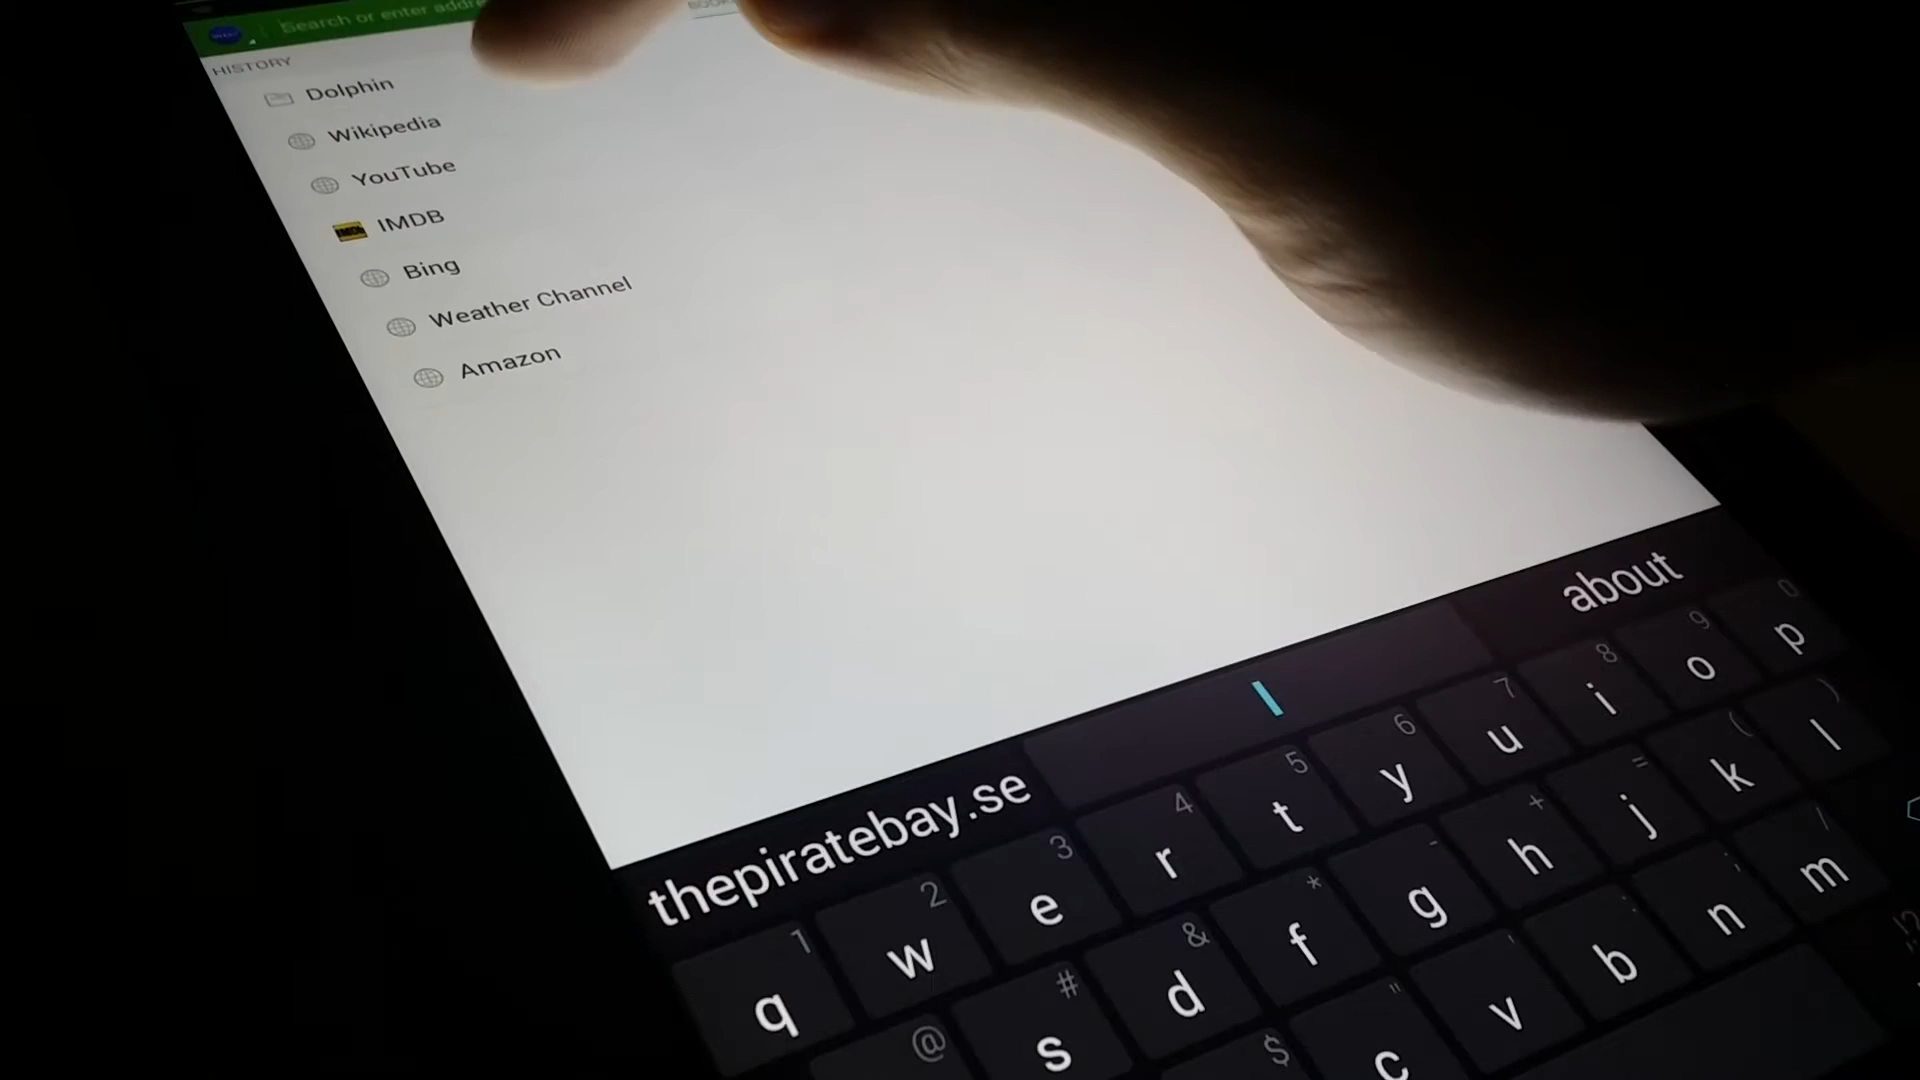 Search or enter addre
HISTORY
Dolphin
Wikipedia
YouTube
IMDB
Bing
Weather Channel
Amazon
thepiratebay.se
about
1 2 3 4 5 6 7 8 9 0
q w e r t y u i o p
@ # & * - + = ( )
s d f g h j k l
$ " ' : ; /
c v b n m
!?